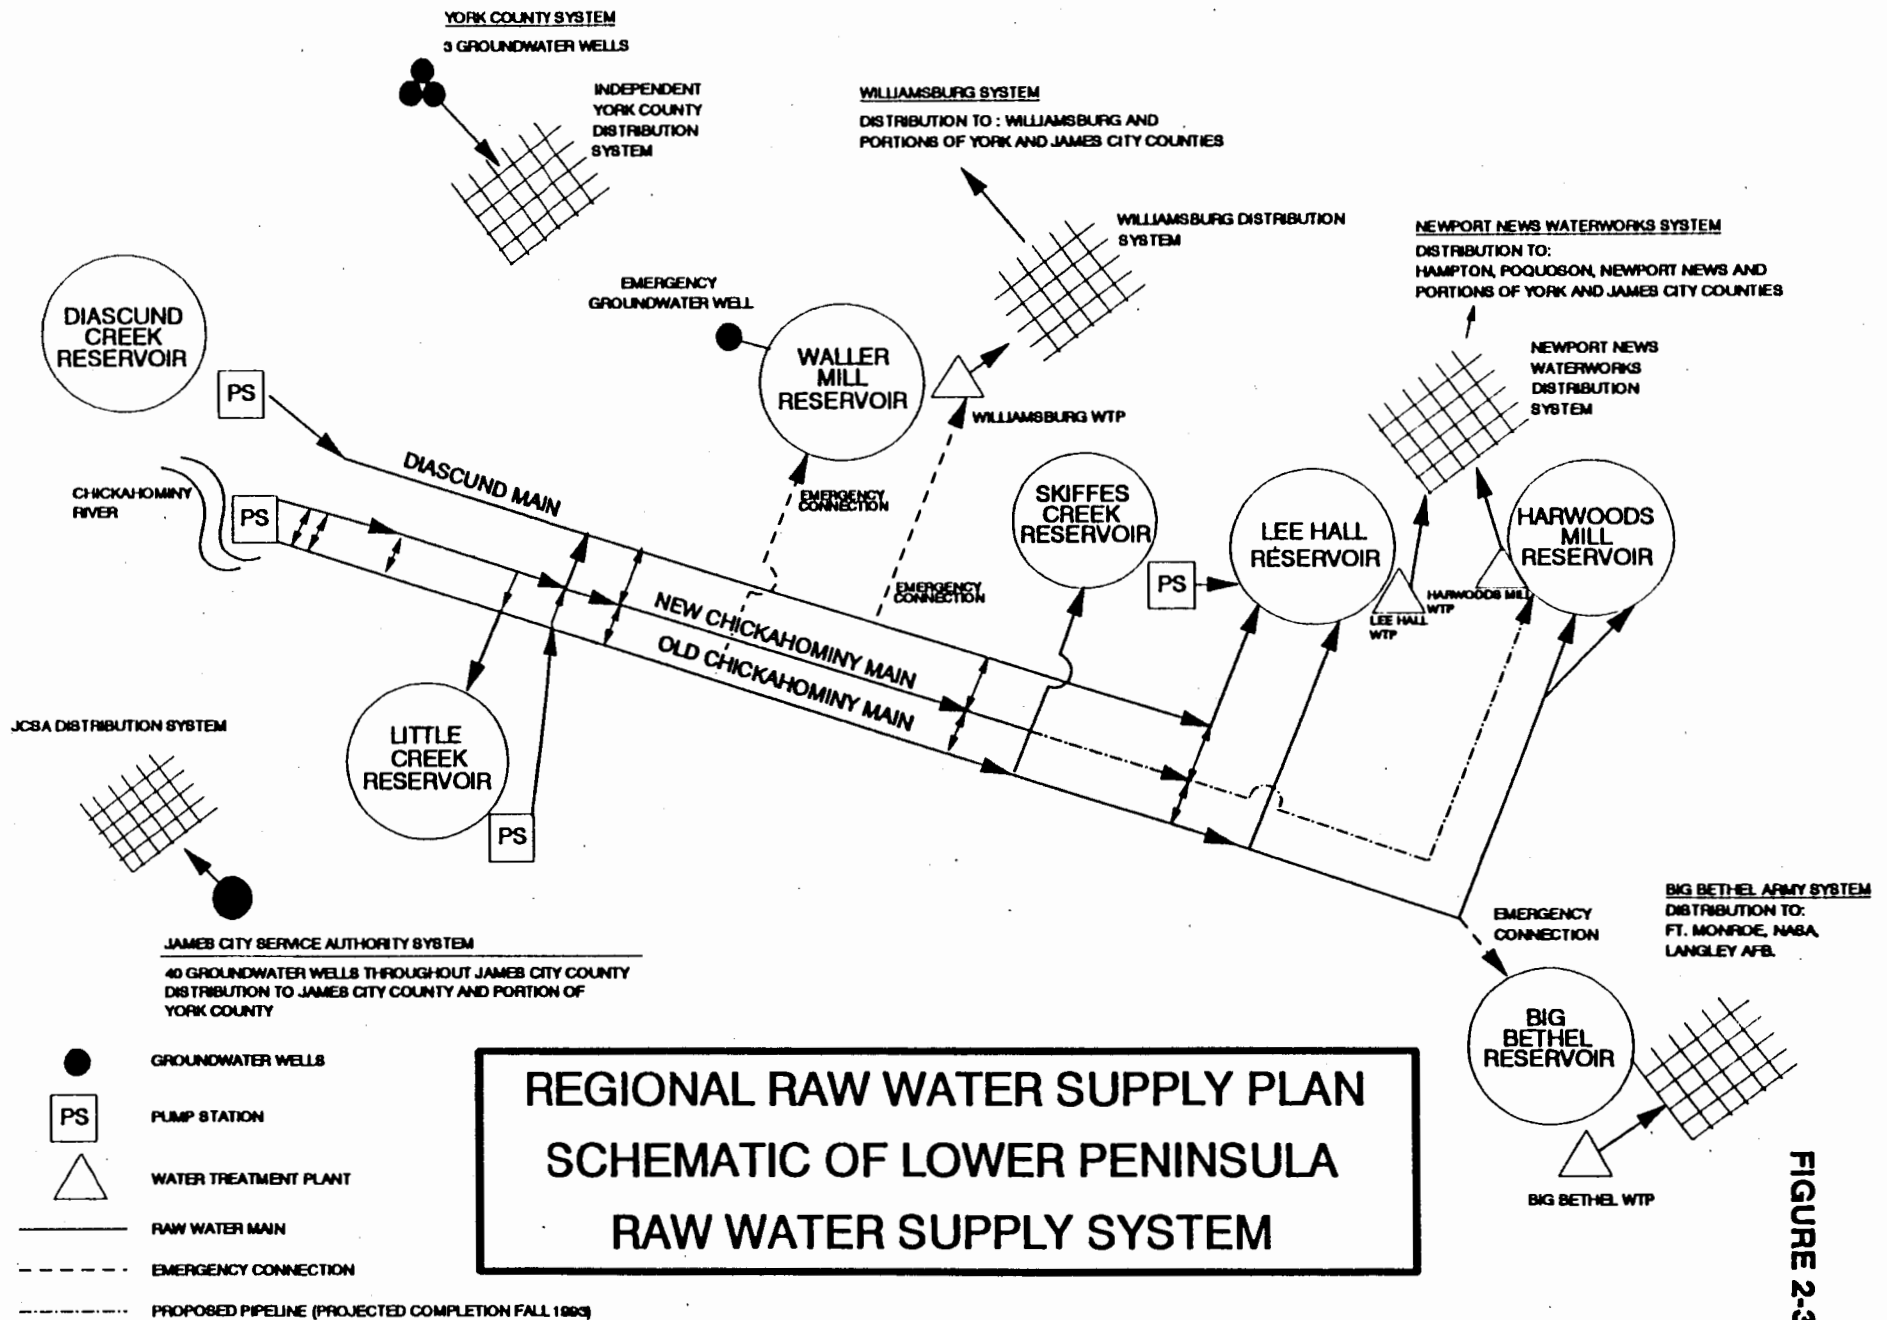 YORK COUNTY SYSTEM
3 GROUNDWATER WELLS
INDEPENDENT
YORK COUNTY
DISTRIBUTION
SYSTEM
WILLIAMSBURG SYSTEM
DISTRIBUTION TO : WILLIAMSBURG AND
PORTIONS OF YORK AND JAMES CITY COUNTIES
WILLIAMSBURG DISTRIBUTION
SYSTEM
NEWPORT NEWS WATERWORKS SYSTEM
DISTRIBUTION TO:
HAMPTON, POQUOSON, NEWPORT NEWS AND
PORTIONS OF YORK AND JAMES CITY COUNTIES
NEWPORT NEWS
WATERWORKS
DISTRIBUTION
SYSTEM
EMERGENCY
GROUNDWATER WELL
DIASCUND
CREEK
RESERVOIR
PS
WALLER
MILL
RESERVOIR
WILLIAMSBURG WTP
DIASCUND MAIN
CHICKAHOMINY
RIVER
PS
EMERGENCY
CONNECTION
EMERGENCY
CONNECTION
SKIFFES
CREEK
RESERVOIR
PS
LEE HALL
RESERVOIR
HARWOODS
MILL
RESERVOIR
HARWOODS MILL
WTP
LEE HALL
WTP
NEW CHICKAHOMINY MAIN
OLD CHICKAHOMINY MAIN
LITTLE
CREEK
RESERVOIR
PS
JCSA DISTRIBUTION SYSTEM
JAMES CITY SERVICE AUTHORITY SYSTEM
40 GROUNDWATER WELLS THROUGHOUT JAMES CITY COUNTY
DISTRIBUTION TO JAMES CITY COUNTY AND PORTION OF
YORK COUNTY
EMERGENCY
CONNECTION
BIG BETHEL ARMY SYSTEM
DISTRIBUTION TO:
FT. MONROE, NASA,
LANGLEY AFB.
BIG
BETHEL
RESERVOIR
BIG BETHEL WTP
GROUNDWATER WELLS
PS
PUMP STATION
WATER TREATMENT PLANT
RAW WATER MAIN
EMERGENCY CONNECTION
PROPOSED PIPELINE (PROJECTED COMPLETION FALL 1993)
REGIONAL RAW WATER SUPPLY PLAN
SCHEMATIC OF LOWER PENINSULA
RAW WATER SUPPLY SYSTEM
FIGURE 2-3